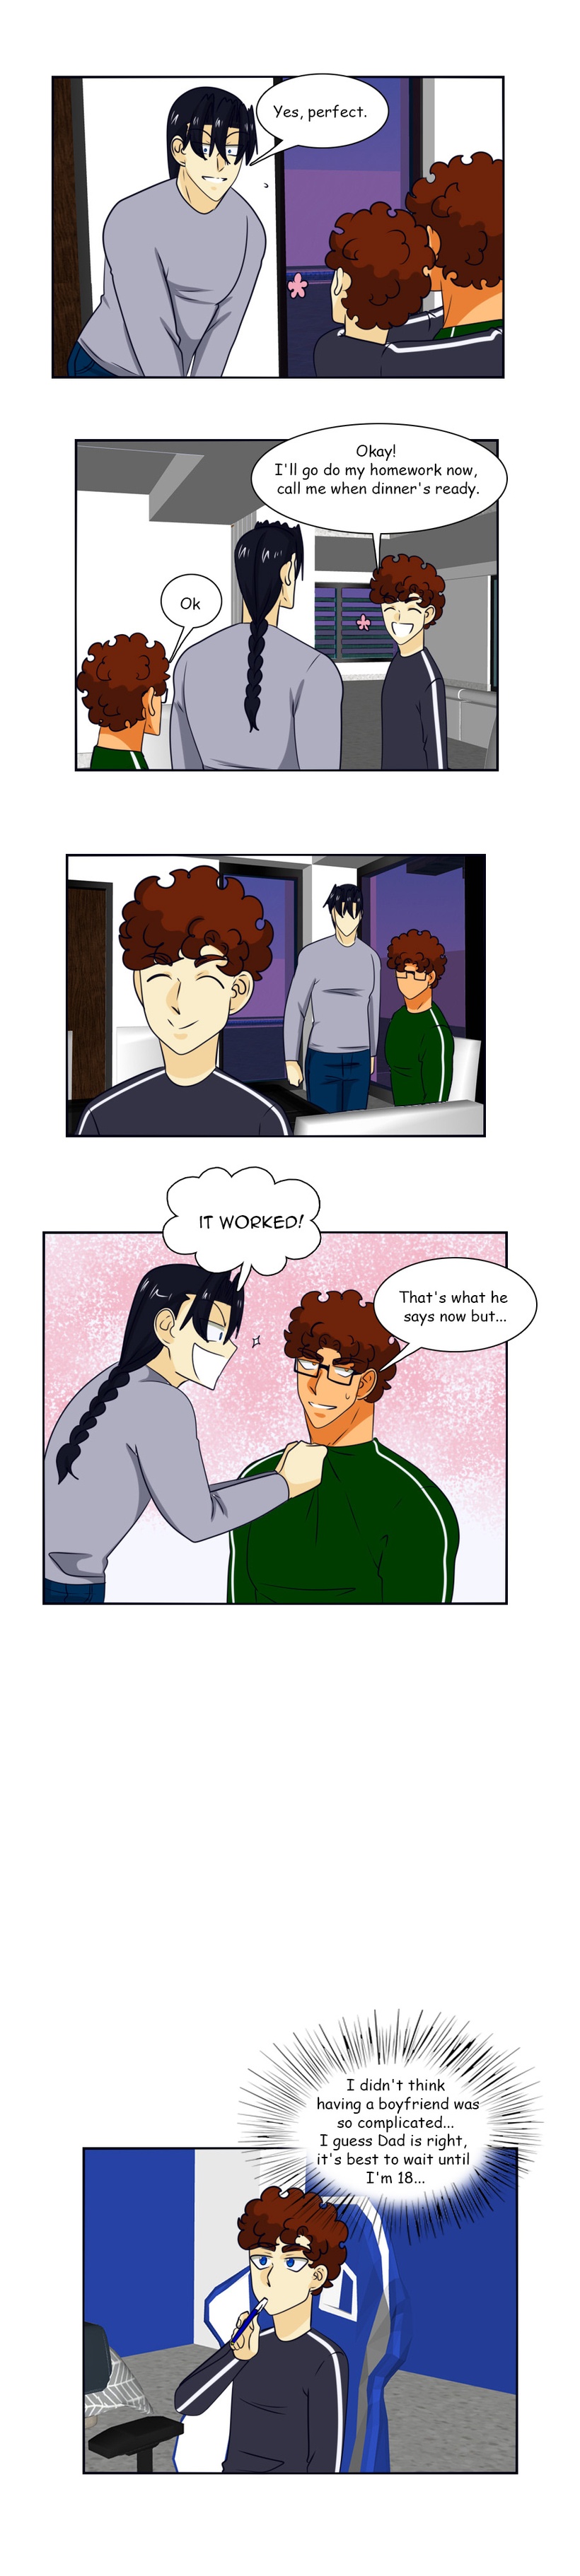 Yes, perfect.
Okay!
I'll go do my homework now,
call me when dinner's ready.
Ok
IT WORKED!
That's what he
says now but...
I didn't think
having a boyfriend was
so complicated...
I guess Dad is right,
it's best to wait until
I'm 18...